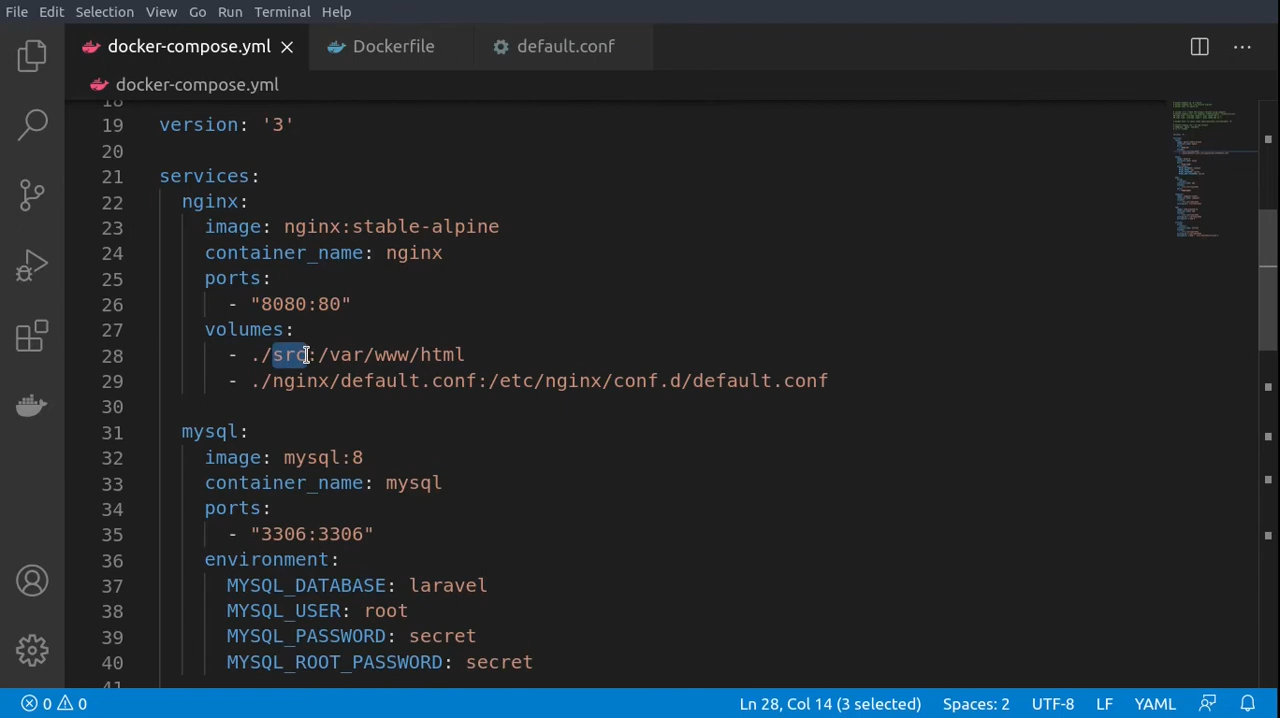 File Edit Selection View Go Run Terminal Help
docker-compose.yml Dockerfile default.conf
docker-compose.yml
18
19 version: '3'
20
21 services:
22 nginx:
23 image: nginx:stable-alpine
24 container_name: nginx
25 ports:
26 - "8080:80"
27 volumes:
28 - ./src:/var/www/html
29 - ./nginx/default.conf:/etc/nginx/conf.d/default.conf
30
31 mysql:
32 image: mysql:8
33 container_name: mysql
34 ports:
35 - "3306:3306"
36 environment:
37 MYSQL_DATABASE: laravel
38 MYSQL_USER: root
39 MYSQL_PASSWORD: secret
40 MYSQL_ROOT_PASSWORD: secret
41
0 0 Ln 28, Col 14 (3 selected) Spaces: 2 UTF-8 LF YAML